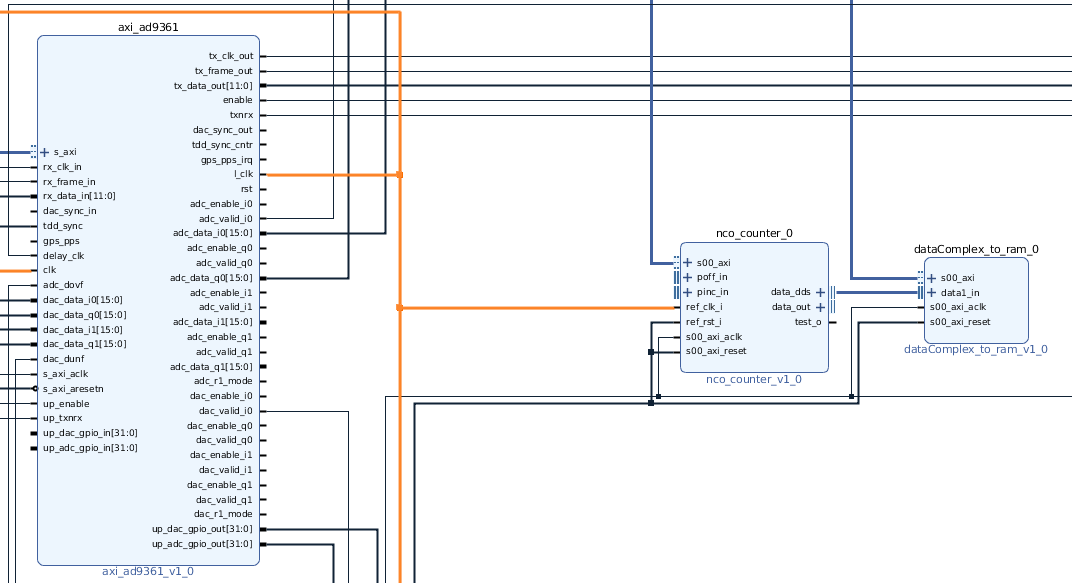 axi_ad9361
tx_clk_out
tx_frame_out
tx_data_out[11:0]
enable
txnrx
dac_sync_out
tdd_sync_cntr
gps_pps_irq
l_clk
rst
adc_enable_i0
adc_valid_i0
adc_data_i0[15:0]
adc_enable_q0
adc_valid_q0
adc_data_q0[15:0]
adc_enable_i1
adc_valid_i1
adc_data_i1[15:0]
adc_enable_q1
adc_valid_q1
adc_data_q1[15:0]
adc_r1_mode
dac_enable_i0
dac_valid_i0
dac_enable_q0
dac_valid_q0
dac_enable_i1
dac_valid_i1
dac_enable_q1
dac_valid_q1
dac_r1_mode
up_dac_gpio_out[31:0]
up_adc_gpio_out[31:0]
s_axi
rx_clk_in
rx_frame_in
rx_data_in[11:0]
dac_sync_in
tdd_sync
gps_pps
delay_clk
clk
adc_dovf
dac_data_i0[15:0]
dac_data_q0[15:0]
dac_data_i1[15:0]
dac_data_q1[15:0]
dac_dunf
s_axi_aclk
s_axi_aresetn
up_enable
up_txnrx
up_dac_gpio_in[31:0]
up_adc_gpio_in[31:0]
axi_ad9361_v1_0
nco_counter_0
s00_axi
poff_in
pinc_in
ref_clk_i
ref_rst_i
s00_axi_aclk
s00_axi_reset
data_dds
data_out
test_o
nco_counter_v1_0
dataComplex_to_ram_0
s00_axi
data1_in
s00_axi_aclk
s00_axi_reset
dataComplex_to_ram_v1_0